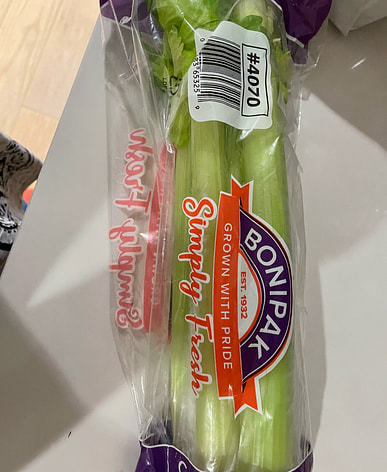 #4070
BONIPAK
EST. 1932
GROWN WITH PRIDE
Simply Fresh
Simply Fresh